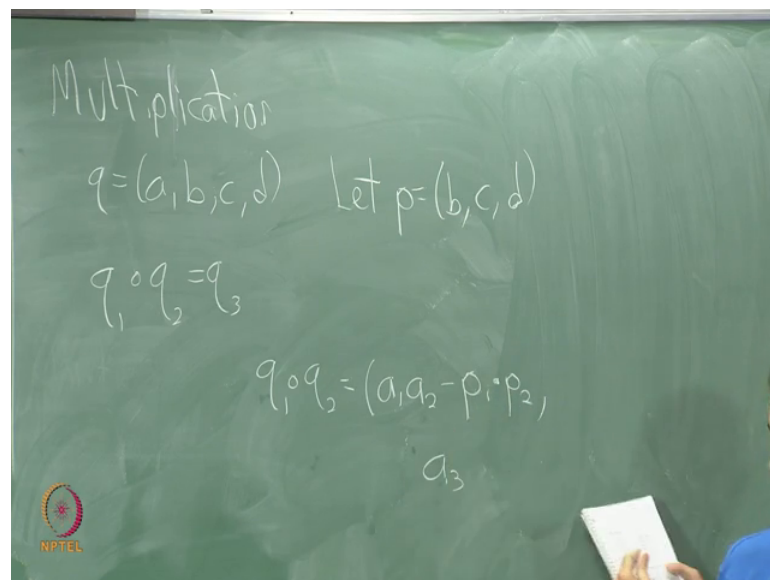 Multiplication
q=(a,b,c,d) Let p=(b,c,d)
q₁∘q₂=q₃
q₁∘q₂=(a₁a₂-p₁·p₂,
a₃
NPTEL